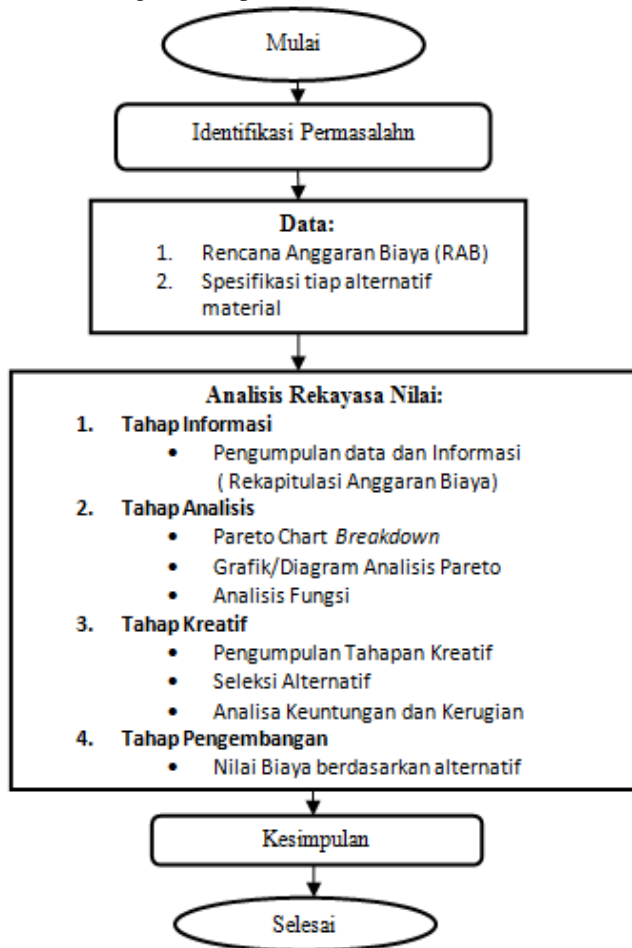 Mulai
Identifikasi Permasalahn
Data:
1. Rencana Anggaran Biaya (RAB)
2. Spesifikasi tiap alternatif
material
Analisis Rekayasa Nilai:
1. Tahap Informasi
• Pengumpulan data dan Informasi
( Rekapitulasi Anggaran Biaya)
2. Tahap Analisis
• Pareto Chart Breakdown
• Grafik/Diagram Analisis Pareto
• Analisis Fungsi
3. Tahap Kreatif
• Pengumpulan Tahapan Kreatif
• Seleksi Alternatif
• Analisa Keuntungan dan Kerugian
4. Tahap Pengembangan
• Nilai Biaya berdasarkan alternatif
Kesimpulan
Selesai